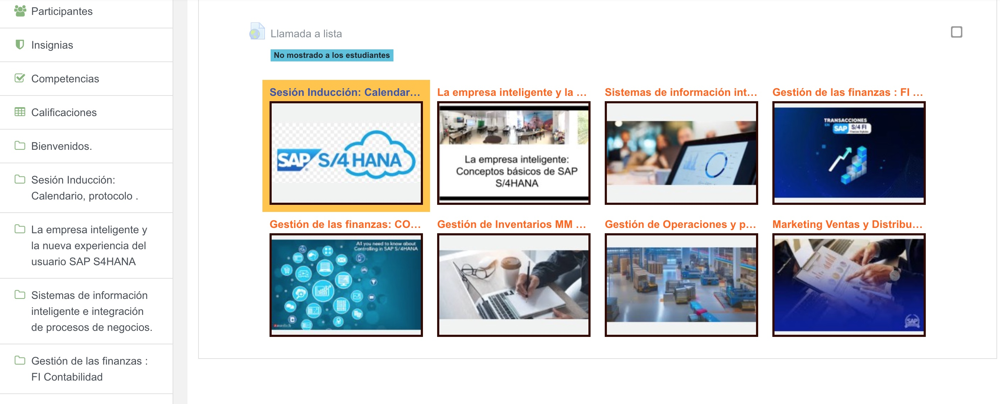 Participantes
Insignias
Competencias
Calificaciones
Bienvenidos.
Sesión Inducción:
Calendario, protocolo .
La empresa inteligente y
la nueva experiencia del
usuario SAP S4HANA
Sistemas de información
inteligente e integración
de procesos de negocios.
Gestión de las finanzas :
FI Contabilidad
Llamada a lista
No mostrado a los estudiantes
Sesión Inducción: Calendar...
SAP S/4 HANA
La empresa inteligente y la ...
La empresa inteligente:
Conceptos básicos de SAP
S/4HANA
Sistemas de información int...
Gestión de las finanzas : FI ...
TRANSACCIONES
EN SAP S/4 FI
Finanzas Digitales
Gestión de las finanzas: CO...
All you need to know about
Controlling in SAP S/4HANA
Gestión de Inventarios MM ...
Gestión de Operaciones y p...
Marketing Ventas y Distribu...
SAP